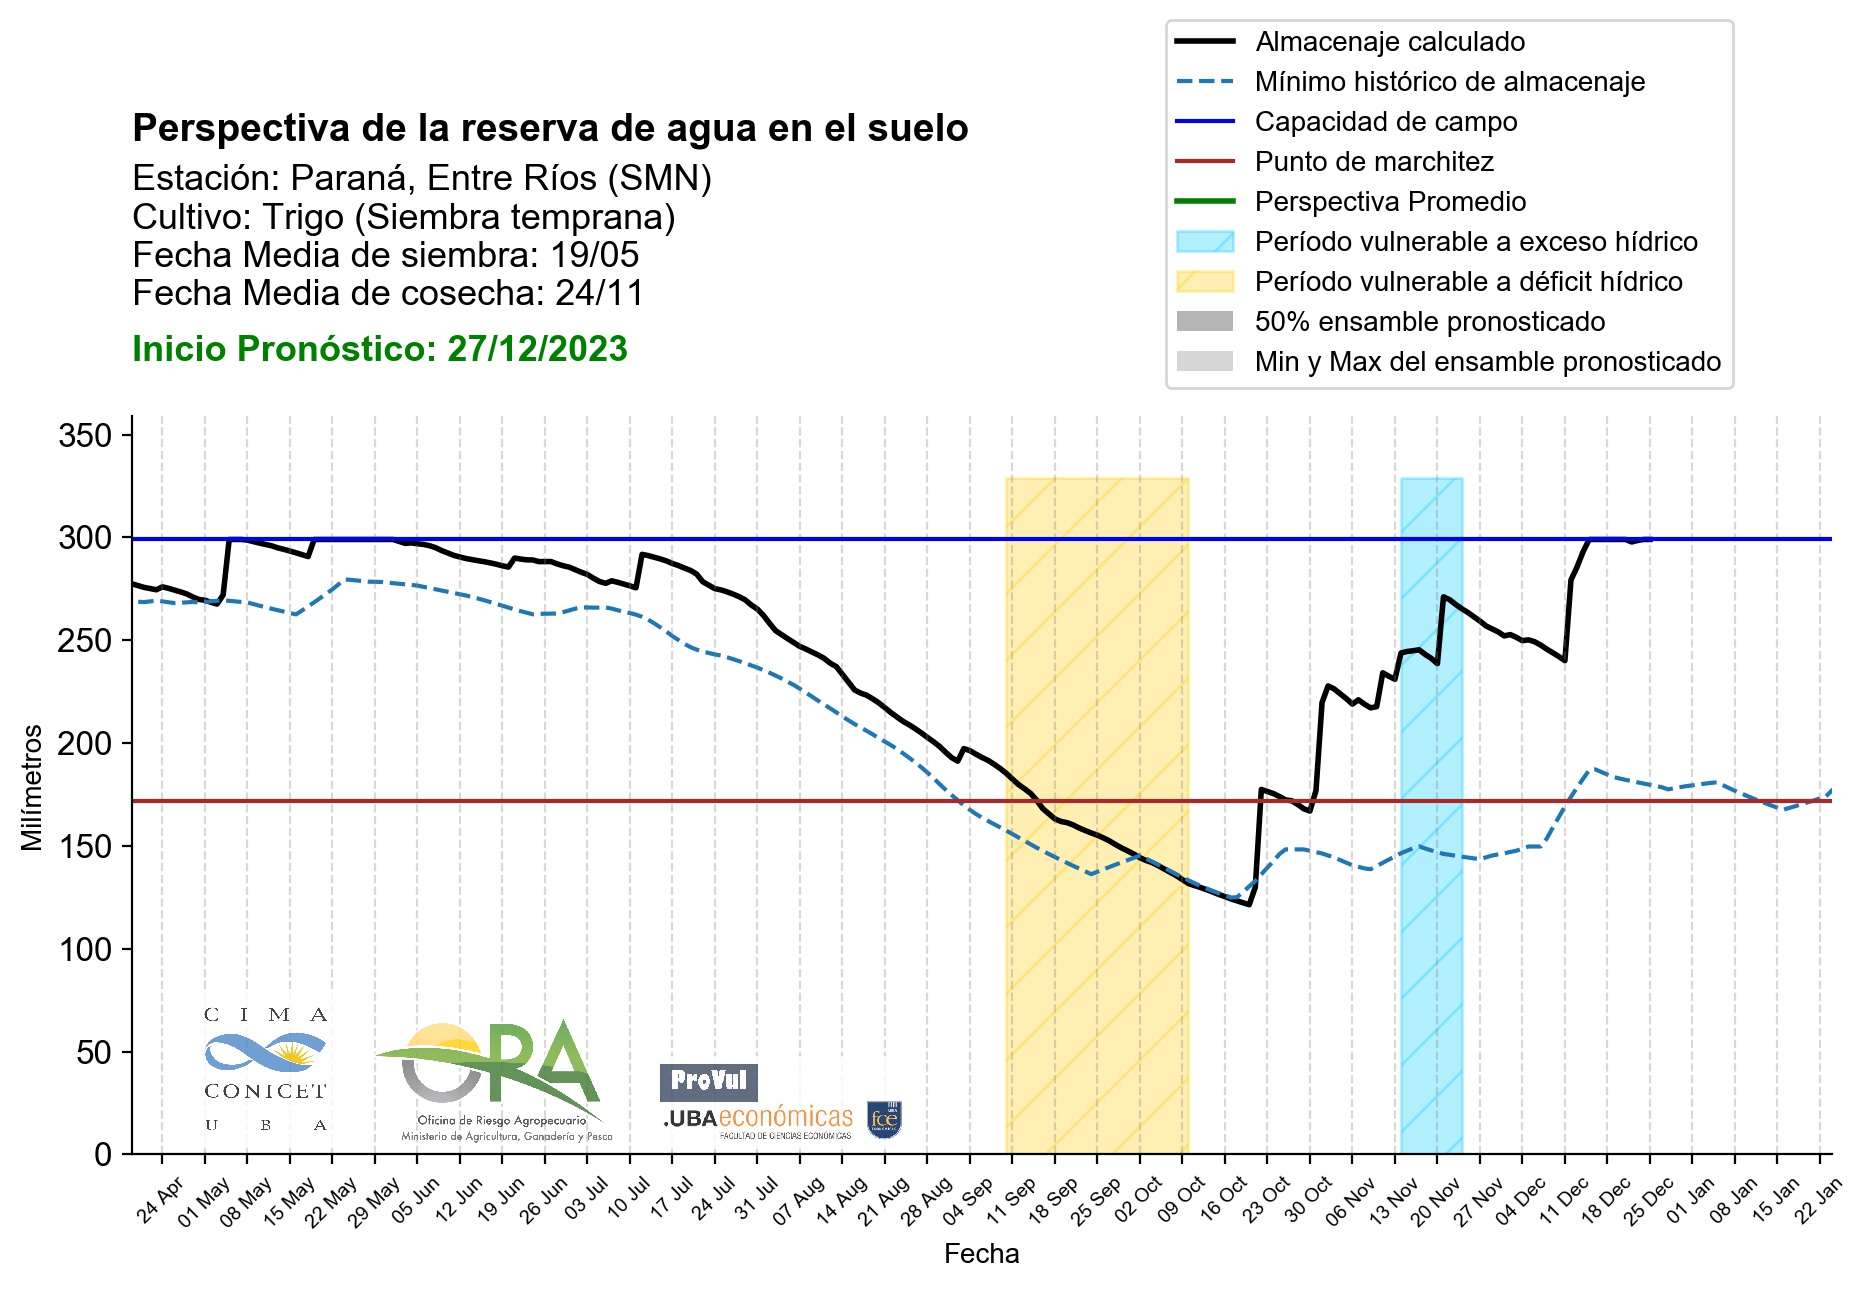 Almacenaje calculado
Mínimo histórico de almacenaje
Capacidad de campo
Punto de marchitez
Perspectiva Promedio
Período vulnerable a exceso hídrico
Período vulnerable a déficit hídrico
50% ensamble pronosticado
Min y Max del ensamble pronosticado
Perspectiva de la reserva de agua en el suelo
Estación: Paraná, Entre Ríos (SMN)
Cultivo: Trigo (Siembra temprana)
Fecha Media de siembra: 19/05
Fecha Media de cosecha: 24/11
Inicio Pronóstico: 27/12/2023
350
300
250
200
150
100
50
0
Milímetros
CIMA
CONICET
UBA
OPA
Oficina de Riesgo Agropecuario
Ministerio de Agricultura, Ganadería y Pesca
ProVul
.UBAeconómicas
FACULTAD DE CIENCIAS ECONÓMICAS
fce
24 Apr
01 May
08 May
15 May
22 May
29 May
05 Jun
12 Jun
19 Jun
26 Jun
03 Jul
10 Jul
17 Jul
24 Jul
31 Jul
07 Aug
14 Aug
21 Aug
28 Aug
04 Sep
11 Sep
18 Sep
25 Sep
02 Oct
09 Oct
16 Oct
23 Oct
30 Oct
06 Nov
13 Nov
20 Nov
27 Nov
04 Dec
11 Dec
18 Dec
25 Dec
01 Jan
08 Jan
15 Jan
22 Jan
Fecha